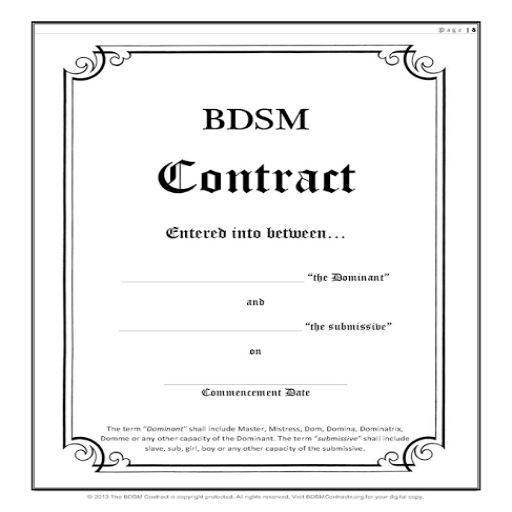 Page | 8
BDSM
Contract
Entered into between...
"the Dominant"
and
"the submissive"
on
Commencement Date
The term "Dominant" shall include Master, Mistress, Dom, Domina, Dominatrix,
Domme or any other capacity of the Dominant. The term "submissive" shall include
slave, sub, girl, boy or any other capacity of the submissive.
© 2013 The BDSM Contract is copyright protected. All rights reserved. Visit BDSMContracts.org for your digital copy.